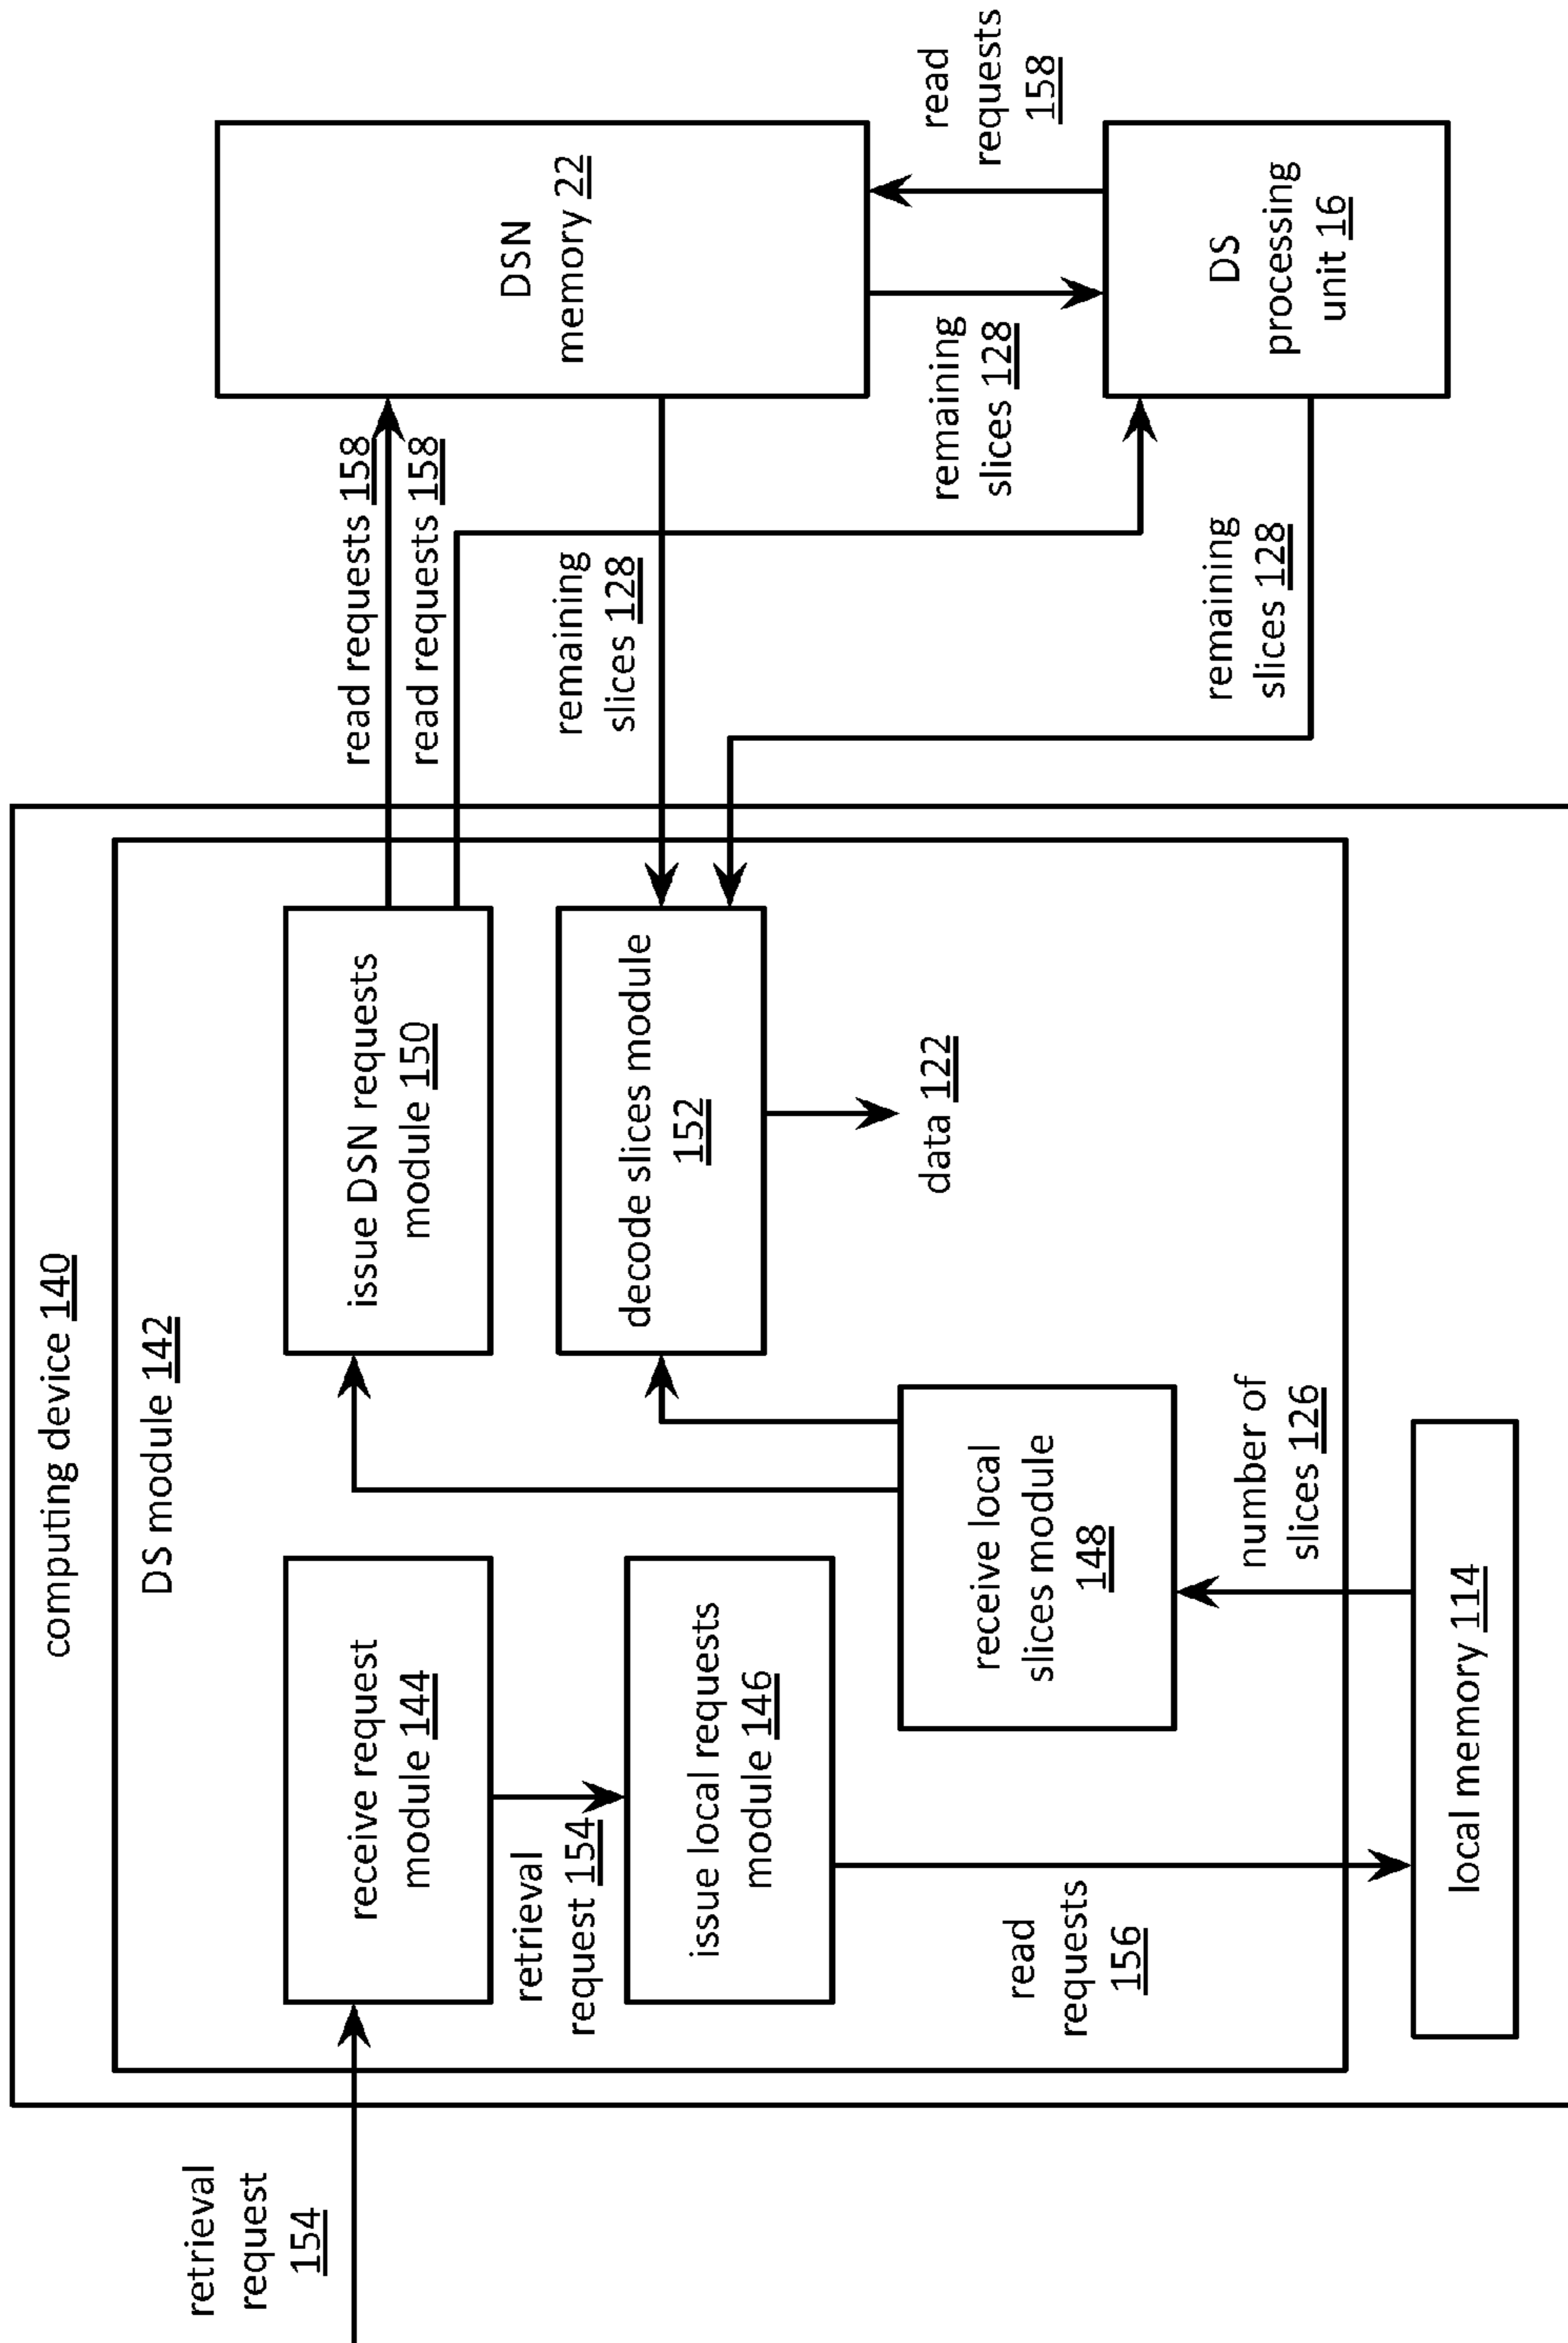 computing device 140
DS module 142
retrieval
request
154
receive request
module 144
retrieval
request 154
issue local requests
module 146
read
requests
156
local memory 114
number of
slices 126
receive local
slices module
148
issue DSN requests
module 150
decode slices module
152
data 122
read requests 158
read requests 158
remaining
slices 128
remaining
slices 128
DSN
memory 22
remaining
slices 128
read
requests
158
DS
processing
unit 16